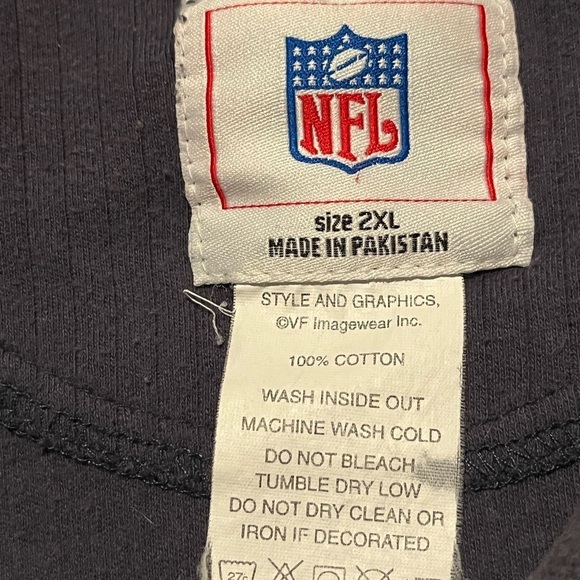 NFL
size 2XL
MADE IN PAKISTAN
STYLE AND GRAPHICS,
©VF Imagewear Inc.
100% COTTON
WASH INSIDE OUT
MACHINE WASH COLD
DO NOT BLEACH
TUMBLE DRY LOW
DO NOT DRY CLEAN OR
IRON IF DECORATED
27c